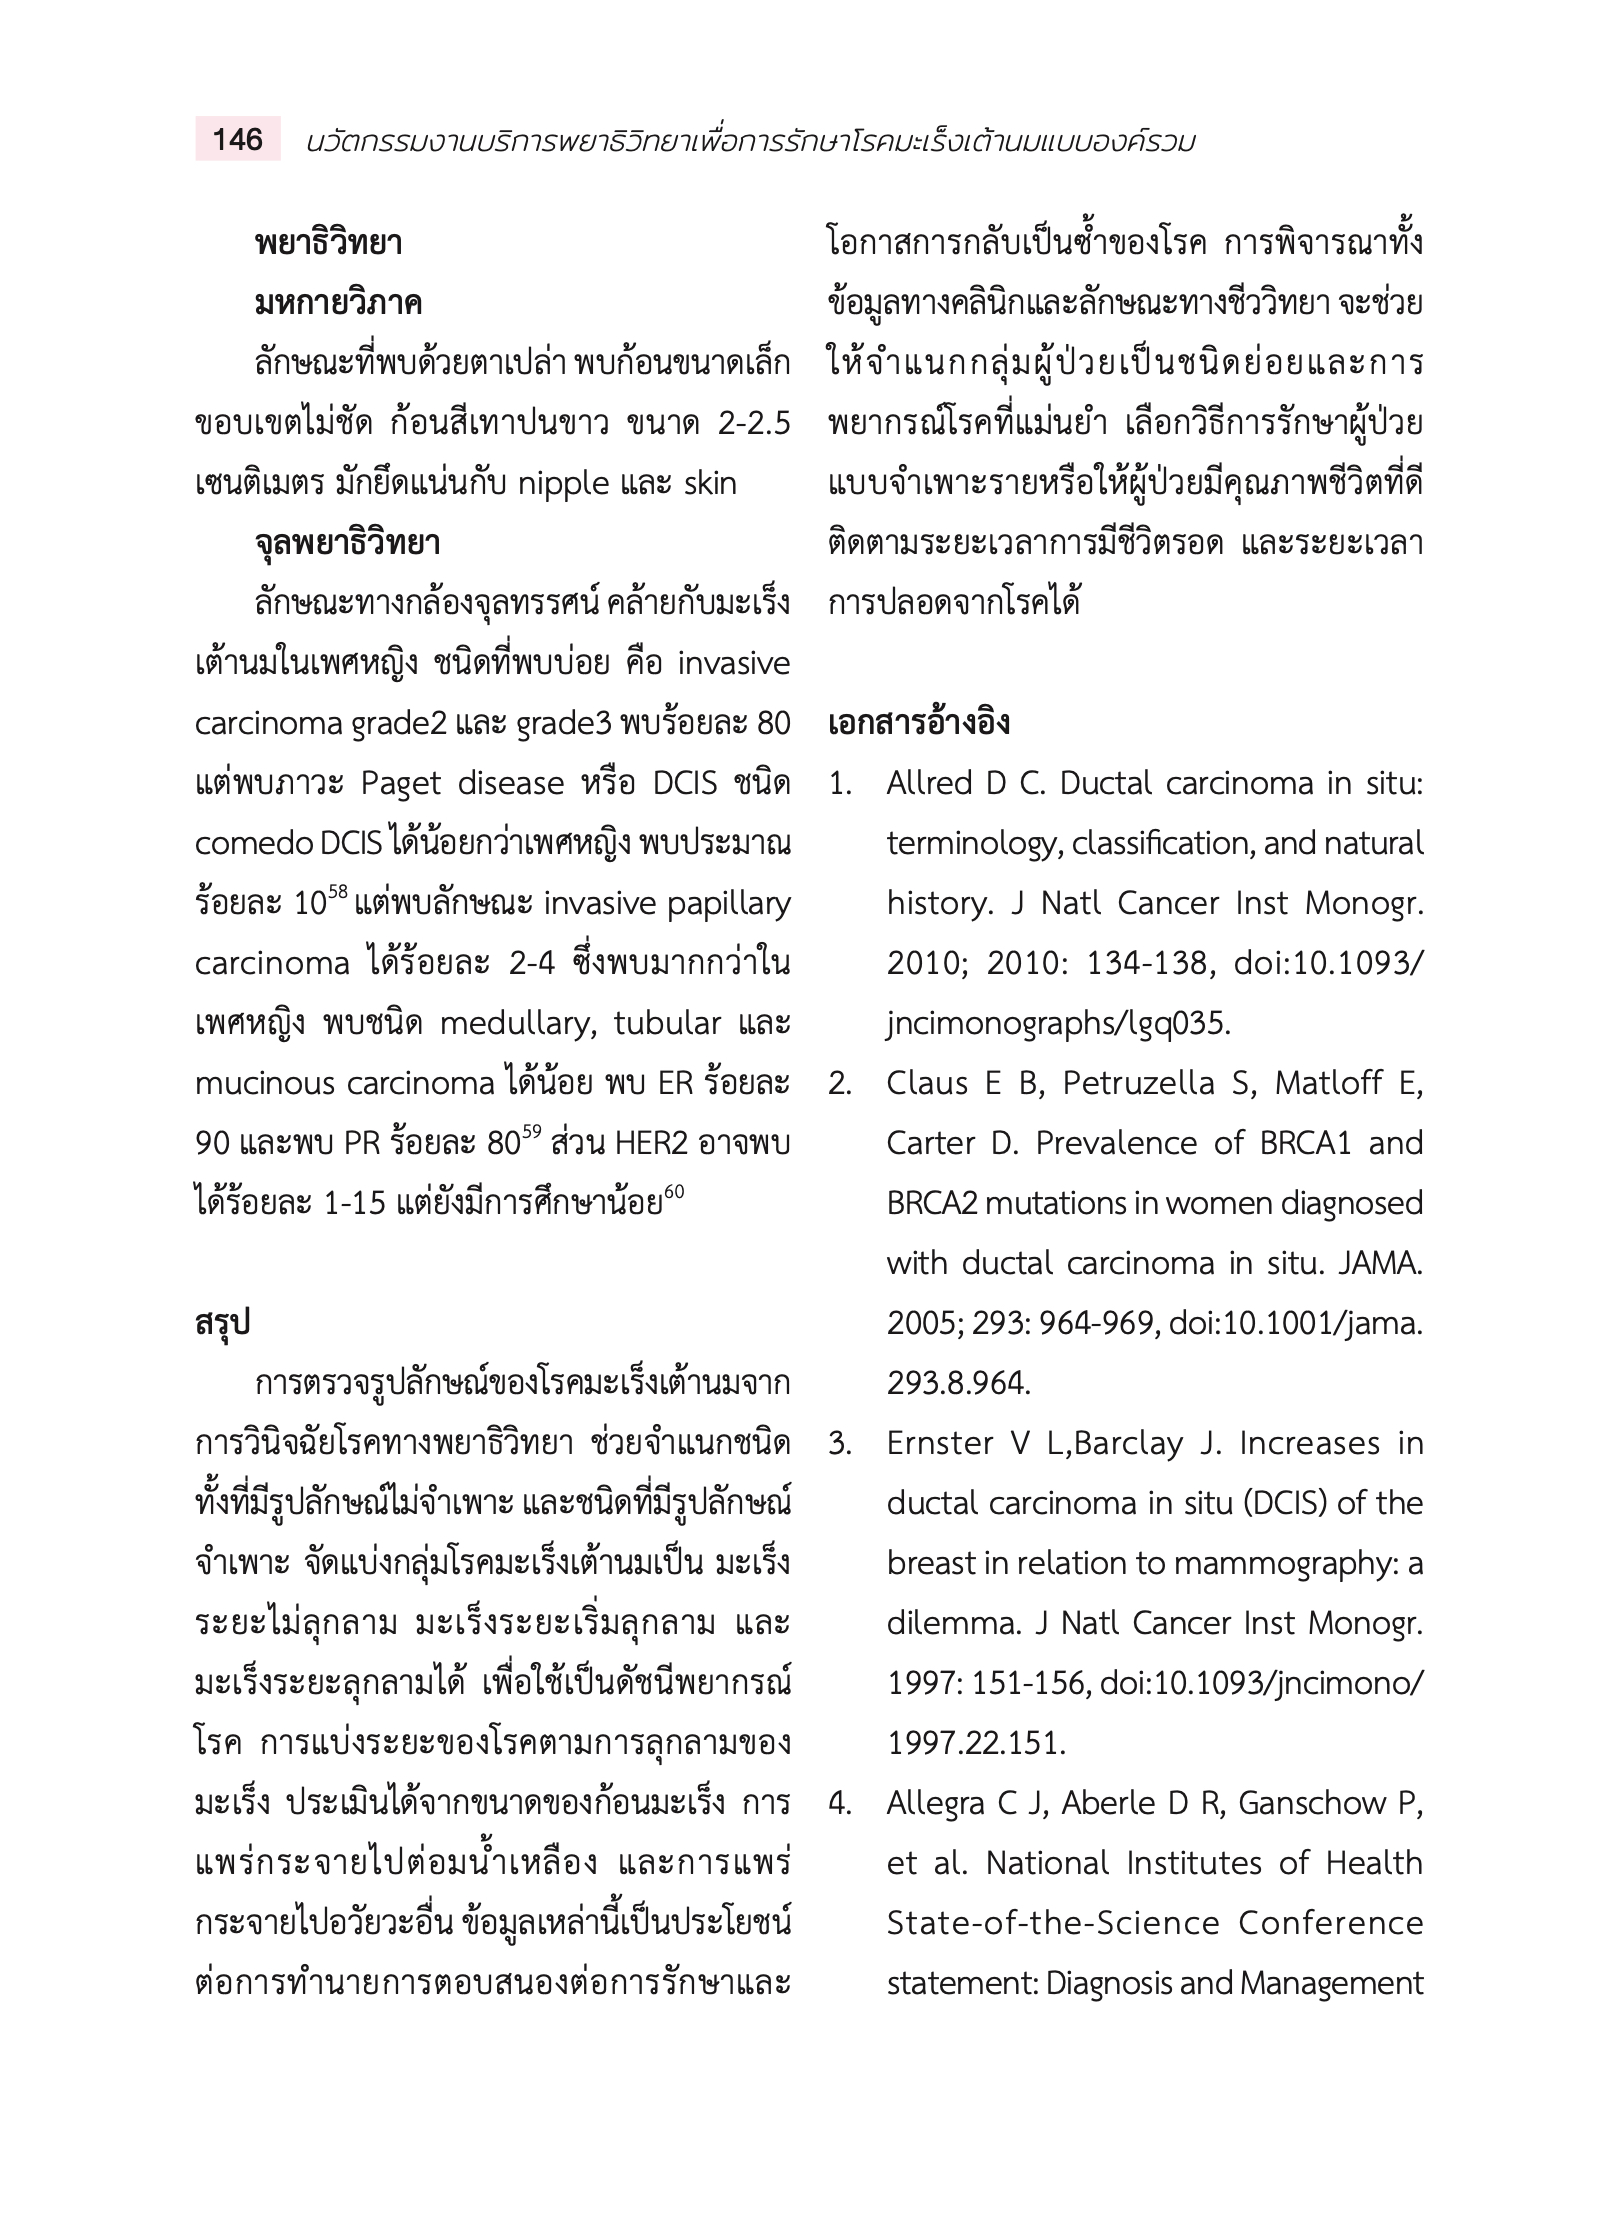 146 นวัตกรรมงานบริการพยาธิวิทยาเพื่อการรักษาโรคมะเร็งเต้านมแบบองค์รวม
พยาธิวิทยา
มหกายวิภาค
ลักษณะที่พบด้วยตาเปล่า พบก้อนขนาดเล็ก
ขอบเขตไม่ชัด ก้อนสีเทาปนขาว ขนาด 2-2.5
เซนติเมตร มักยึดแน่นกับ nipple และ skin
จุลพยาธิวิทยา
ลักษณะทางกล้องจุลทรรศน์ คล้ายกับมะเร็ง
เต้านมในเพศหญิง ชนิดที่พบบ่อย คือ invasive
carcinoma grade2 และ grade3 พบร้อยละ 80
แต่พบภาวะ Paget disease หรือ DCIS ชนิด
comedo DCIS ได้น้อยกว่าเพศหญิง พบประมาณ
ร้อยละ 10⁵⁸ แต่พบลักษณะ invasive papillary
carcinoma ได้ร้อยละ 2-4 ซึ่งพบมากกว่าใน
เพศหญิง พบชนิด medullary, tubular และ
mucinous carcinoma ได้น้อย พบ ER ร้อยละ
90 และพบ PR ร้อยละ 80⁵⁹ ส่วน HER2 อาจพบ
ได้ร้อยละ 1-15 แต่ยังมีการศึกษาน้อย⁶⁰
สรุป
การตรวจรูปลักษณ์ของโรคมะเร็งเต้านมจาก
การวินิจฉัยโรคทางพยาธิวิทยา ช่วยจำแนกชนิด
ทั้งที่มีรูปลักษณ์ไม่จำเพาะ และชนิดที่มีรูปลักษณ์
จำเพาะ จัดแบ่งกลุ่มโรคมะเร็งเต้านมเป็น มะเร็ง
ระยะไม่ลุกลาม มะเร็งระยะเริ่มลุกลาม และ
มะเร็งระยะลุกลามได้ เพื่อใช้เป็นดัชนีพยากรณ์
โรค การแบ่งระยะของโรคตามการลุกลามของ
มะเร็ง ประเมินได้จากขนาดของก้อนมะเร็ง การ
แพร่กระจายไปต่อมน้ำเหลือง และการแพร่
กระจายไปอวัยวะอื่น ข้อมูลเหล่านี้เป็นประโยชน์
ต่อการทำนายการตอบสนองต่อการรักษาและ
โอกาสการกลับเป็นซ้ำของโรค การพิจารณาทั้ง
ข้อมูลทางคลินิกและลักษณะทางชีววิทยา จะช่วย
ให้จำแนกกลุ่มผู้ป่วยเป็นชนิดย่อยและการ
พยากรณ์โรคที่แม่นยำ เลือกวิธีการรักษาผู้ป่วย
แบบจำเพาะรายหรือให้ผู้ป่วยมีคุณภาพชีวิตที่ดี
ติดตามระยะเวลาการมีชีวิตรอด และระยะเวลา
การปลอดจากโรคได้
เอกสารอ้างอิง
1. Allred D C. Ductal carcinoma in situ:
terminology, classification, and natural
history. J Natl Cancer Inst Monogr.
2010; 2010: 134-138, doi:10.1093/
jncimonographs/lgq035.
2. Claus E B, Petruzella S, Matloff E,
Carter D. Prevalence of BRCA1 and
BRCA2 mutations in women diagnosed
with ductal carcinoma in situ. JAMA.
2005; 293: 964-969, doi:10.1001/jama.
293.8.964.
3. Ernster V L,Barclay J. Increases in
ductal carcinoma in situ (DCIS) of the
breast in relation to mammography: a
dilemma. J Natl Cancer Inst Monogr.
1997: 151-156, doi:10.1093/jncimono/
1997.22.151.
4. Allegra C J, Aberle D R, Ganschow P,
et al. National Institutes of Health
State-of-the-Science Conference
statement: Diagnosis and Management